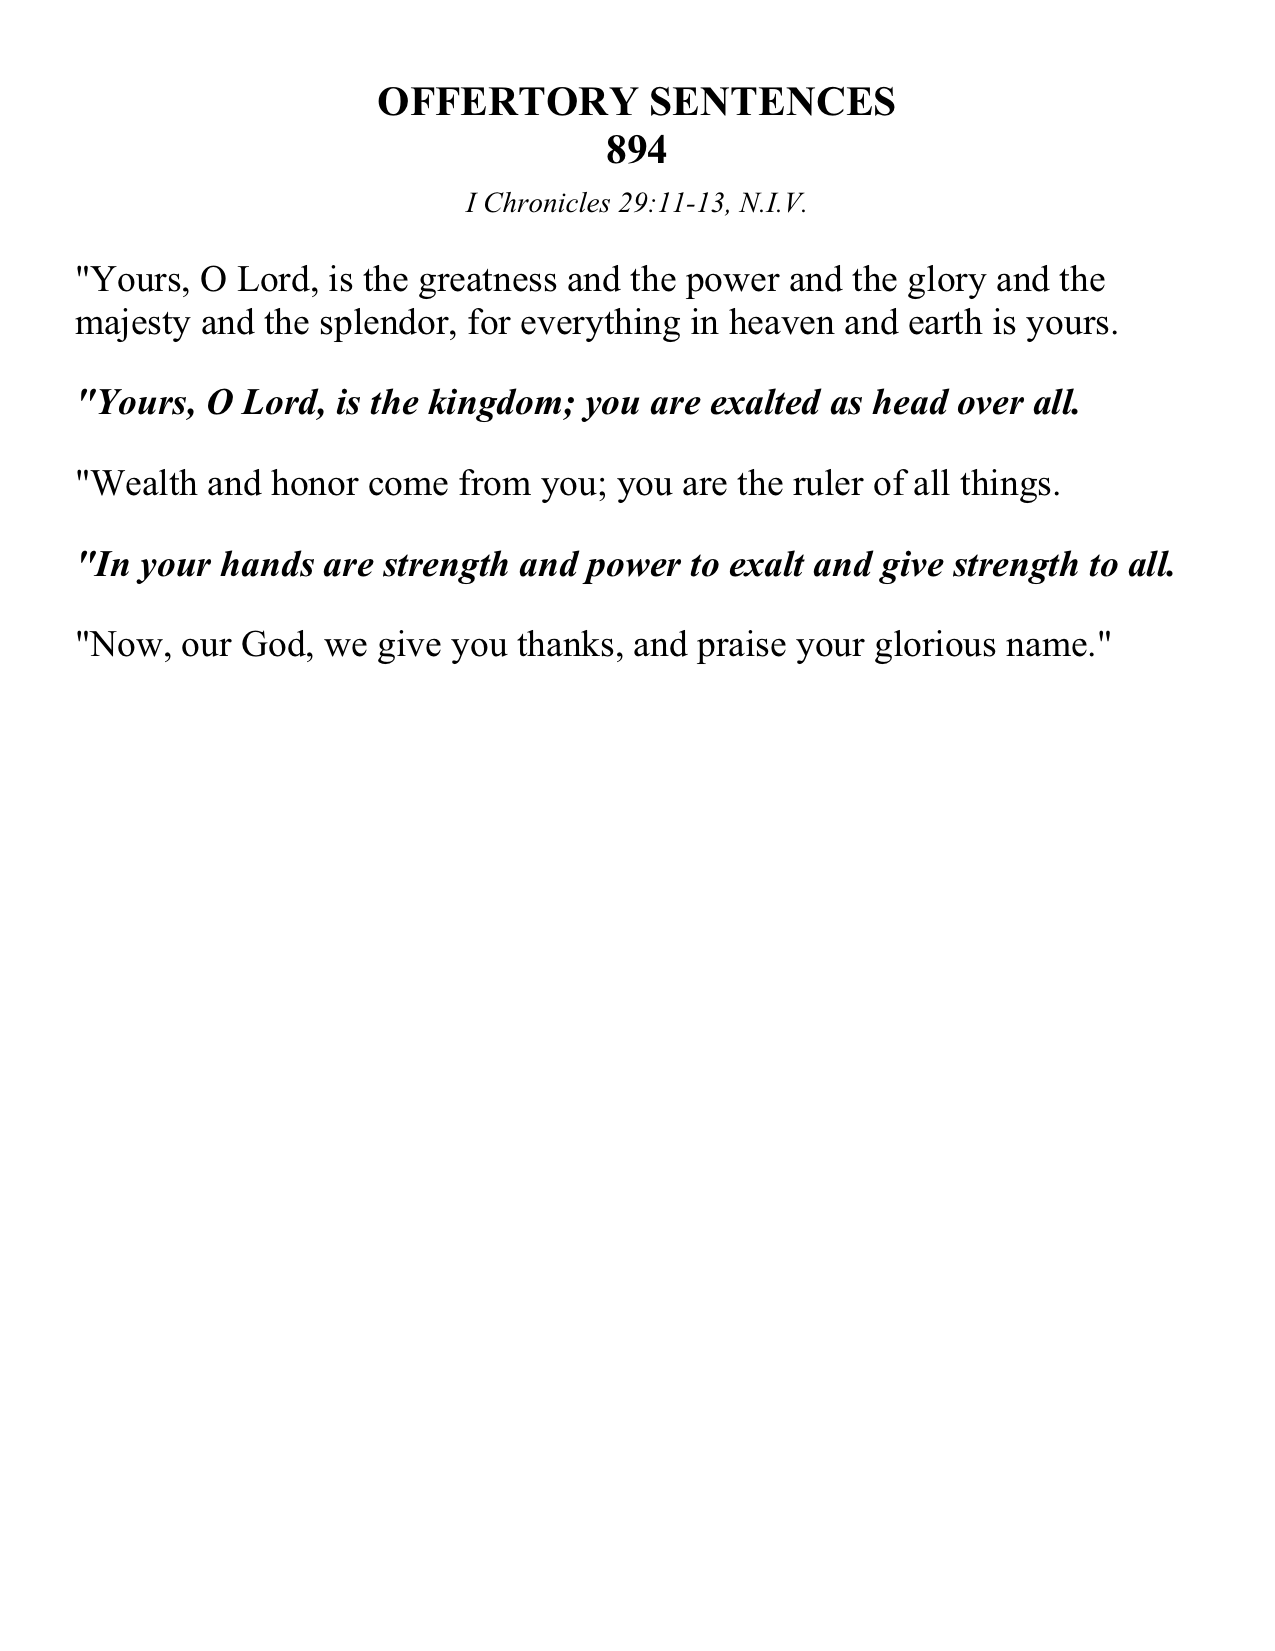 OFFERTORY SENTENCES
894
I Chronicles 29:11-13, N.I.V.
"Yours, O Lord, is the greatness and the power and the glory and the
majesty and the splendor, for everything in heaven and earth is yours.
"Yours, O Lord, is the kingdom; you are exalted as head over all.
"Wealth and honor come from you; you are the ruler of all things.
"In your hands are strength and power to exalt and give strength to all.
"Now, our God, we give you thanks, and praise your glorious name."